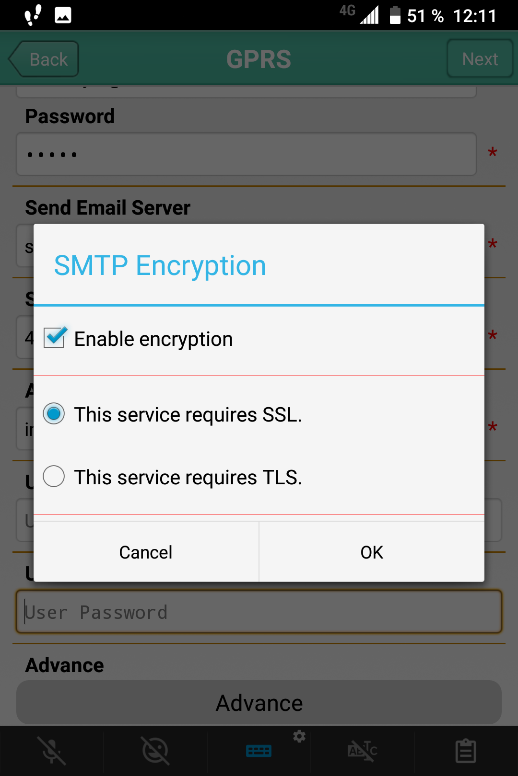 4G 51 % 12:11
Back GPRS Next
Password
•••••
*
Send Email Server
s
*
S
4
*
A
*
SMTP Encryption
Enable encryption
This service requires SSL.
This service requires TLS.
Cancel OK
User Password
Advance
Advance